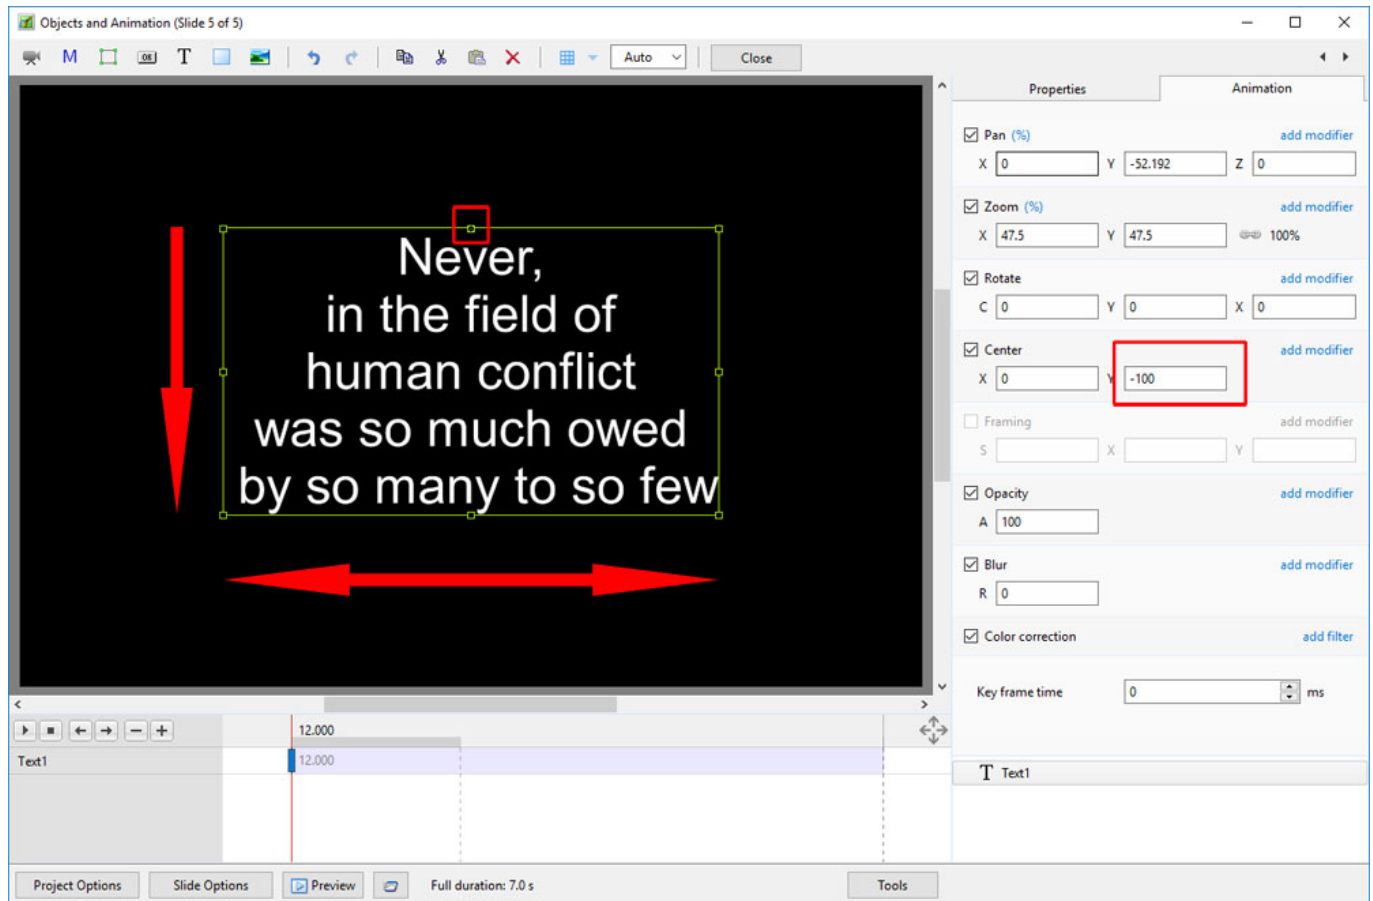 Objects and Animation (Slide 5 of 5)
M OK T Auto Close
Properties Animation
Pan (%) add modifier
X 0 Y -52.192 Z 0
Zoom (%) add modifier
X 47.5 Y 47.5 100%
Rotate add modifier
C 0 Y 0 X 0
Center add modifier
X 0 Y -100
Framing add modifier
S X Y
Opacity add modifier
A 100
Blur add modifier
R 0
Color correction add filter
Key frame time 0 ms
T Text1
Never,
in the field of
human conflict
was so much owed
by so many to so few
12.000
Text1 12.000
Project Options Slide Options Preview Full duration: 7.0 s Tools